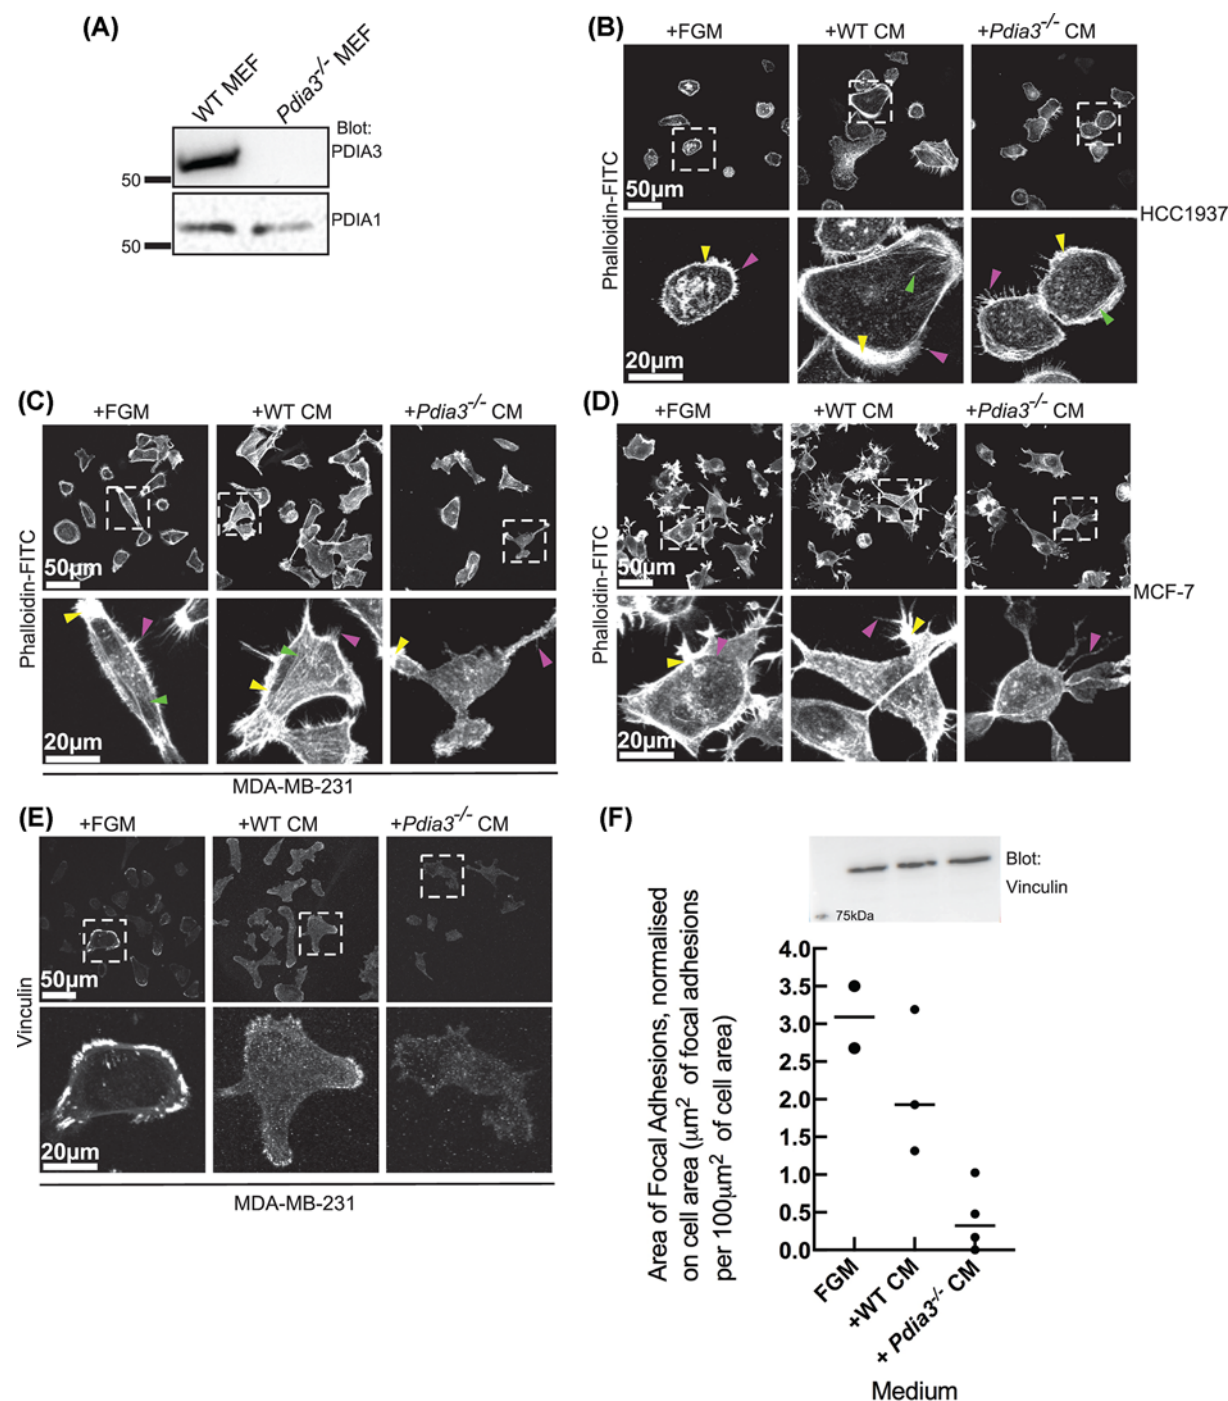 (A)
WT MEF
Pdia3-/- MEF
Blot:
PDIA3
50
PDIA1
50
(B)
+FGM
+WT CM
+Pdia3-/- CM
Phalloidin-FITC
50µm
20µm
HCC1937
(C)
+FGM
+WT CM
+Pdia3-/- CM
Phalloidin-FITC
50µm
20µm
MDA-MB-231
(D)
+FGM
+WT CM
+Pdia3-/- CM
Phalloidin-FITC
50µm
20µm
MCF-7
(E)
+FGM
+WT CM
+Pdia3-/- CM
Vinculin
50µm
20µm
MDA-MB-231
(F)
Blot:
Vinculin
75kDa
Area of Focal Adhesions, normalised
on cell area (µm² of focal adhesions
per 100µm² of cell area)
4.0
3.5
3.0
2.5
2.0
1.5
1.0
0.5
0.0
FGM
+WT CM
+ Pdia3-/- CM
Medium